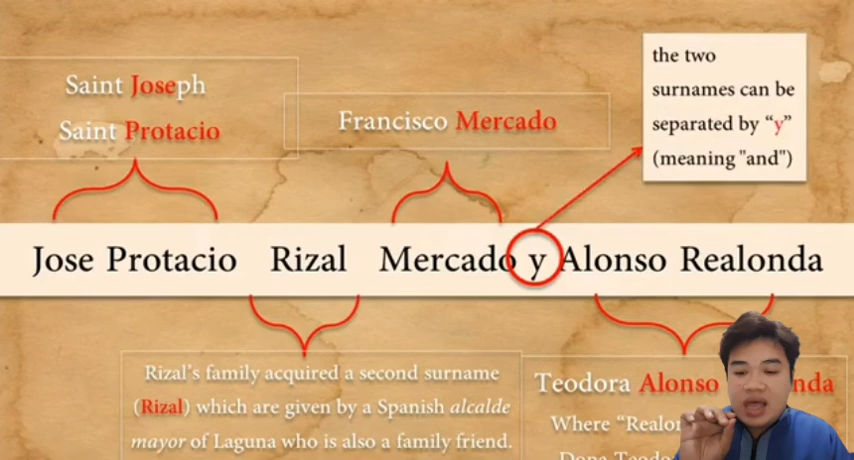 Saint Joseph
Saint Protacio
Francisco Mercado
the two
surnames can be
separated by “y”
(meaning "and")
Jose Protacio Rizal Mercado y Alonso Realonda
Rizal’s family acquired a second surname
(Rizal) which are given by a Spanish alcalde
mayor of Laguna who is also a family friend.
Teodora Alonso
Where